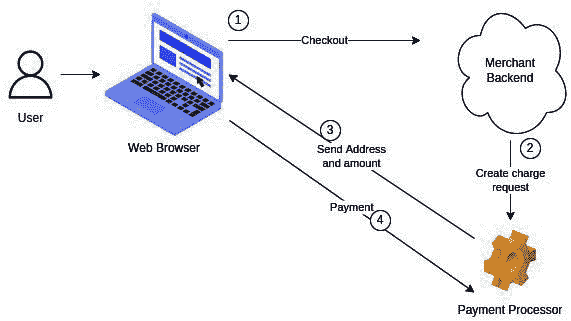 1
Checkout
Merchant
Backend
User
Web Browser
3
Send Address
and amount
2
Create charge
request
Payment
4
Payment Processor